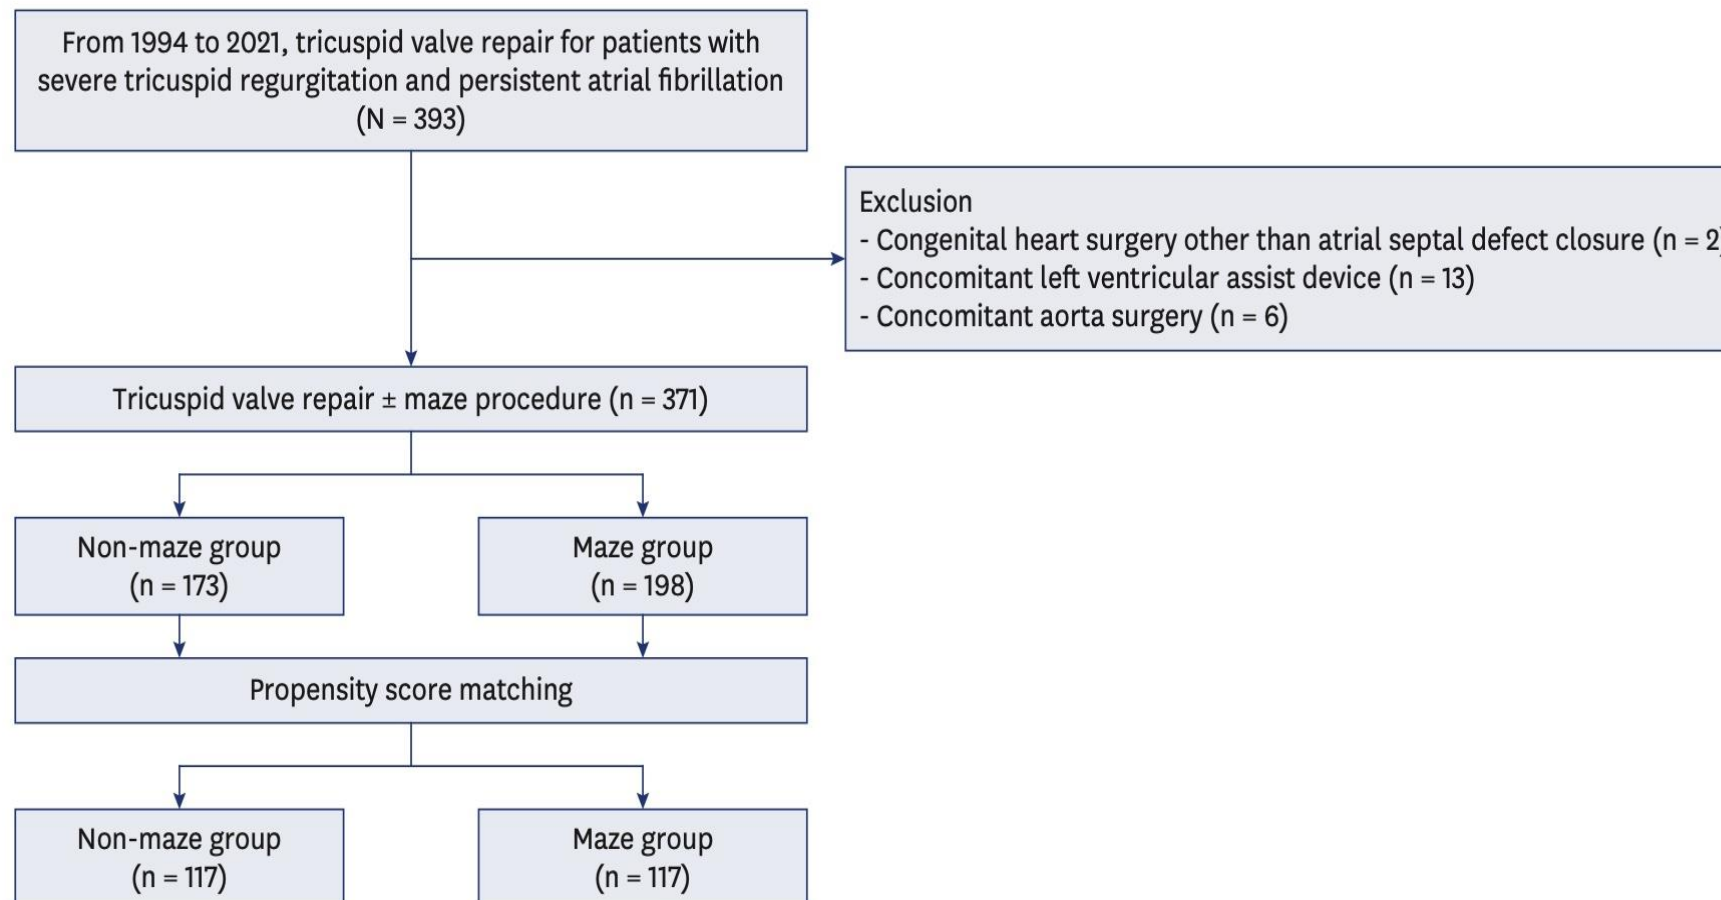 From 1994 to 2021, tricuspid valve repair for patients with
severe tricuspid regurgitation and persistent atrial fibrillation
(N = 393)
Exclusion
- Congenital heart surgery other than atrial septal defect closure (n = 2)
- Concomitant left ventricular assist device (n = 13)
- Concomitant aorta surgery (n = 6)
Tricuspid valve repair ± maze procedure (n = 371)
Non-maze group
(n = 173)
Maze group
(n = 198)
Propensity score matching
Non-maze group
(n = 117)
Maze group
(n = 117)